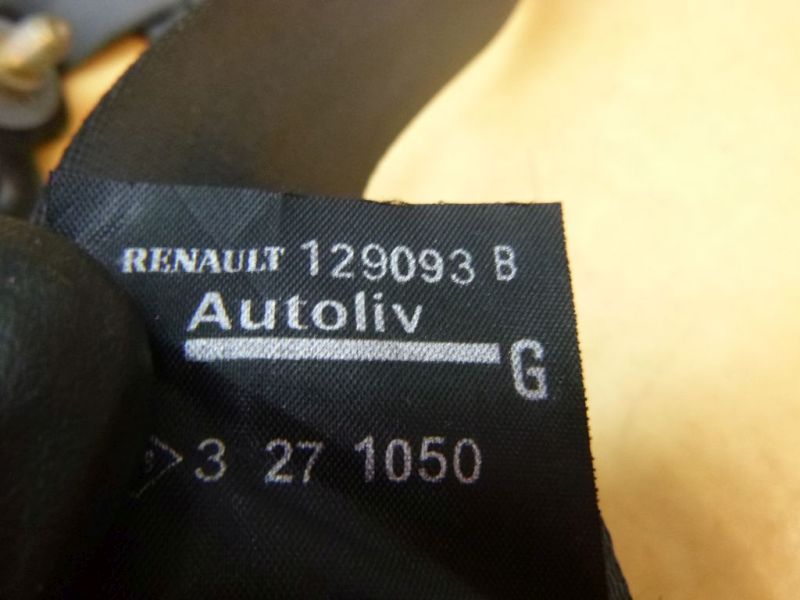 RENAULT 129093 B
Autoliv
G
3 27 1050